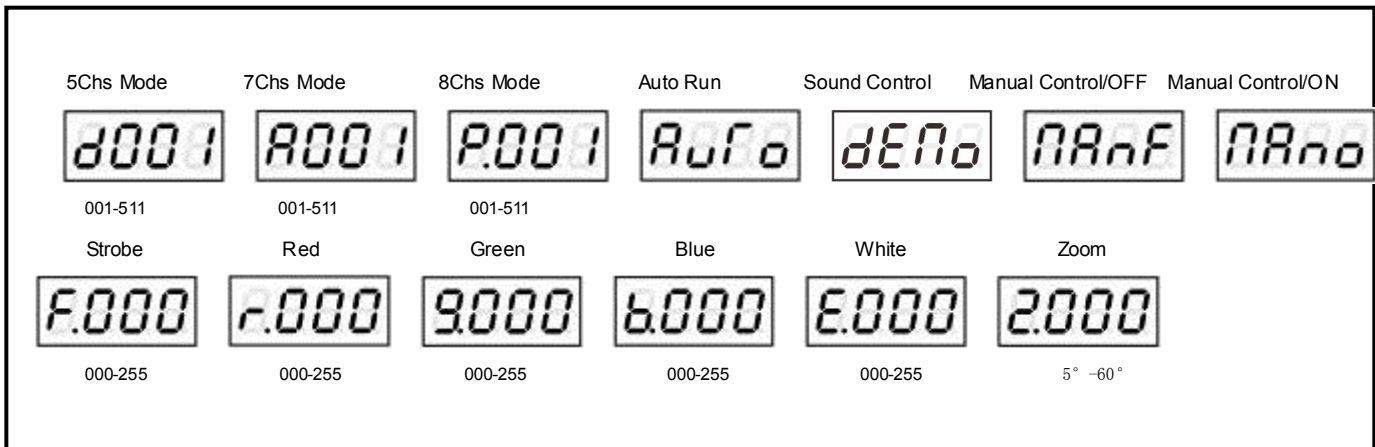 5Chs Mode 7Chs Mode 8Chs Mode Auto Run Sound Control Manual Control/OFF Manual Control/ON
d001 A001 P.001 AuTo dEMo MAnF MAno
001-511 001-511 001-511
Strobe Red Green Blue White Zoom
F.000 r.000 g.000 b.000 E.000 2.000
000-255 000-255 000-255 000-255 000-255 5° -60°